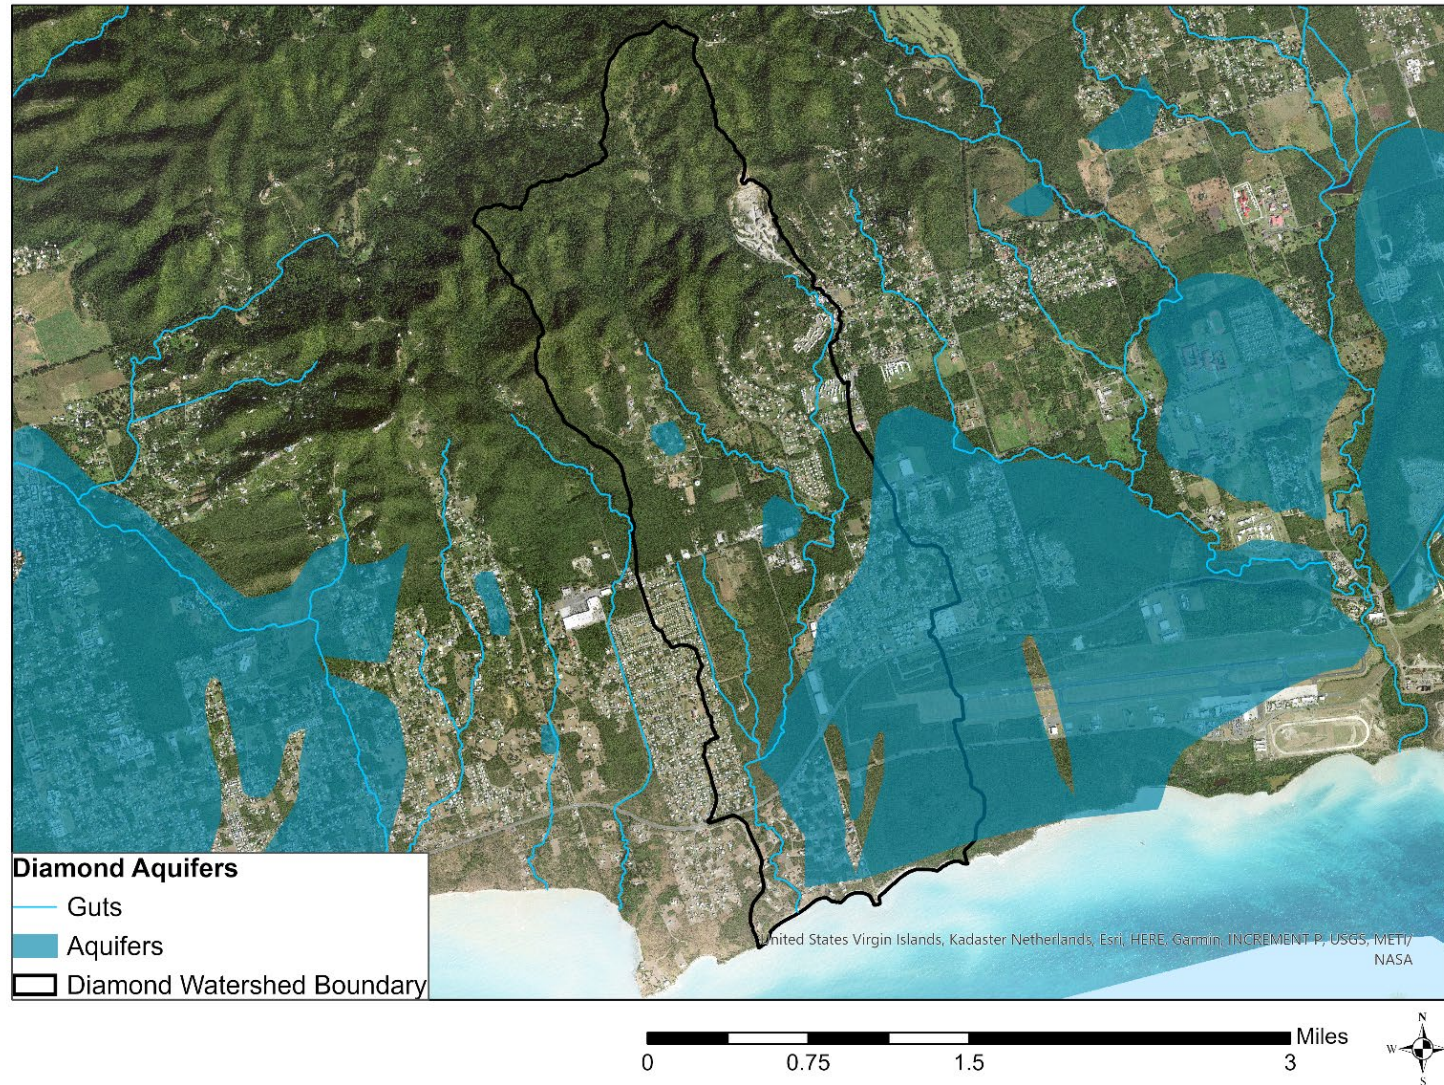 Diamond Aquifers
Guts
Aquifers
Diamond Watershed Boundary
United States Virgin Islands, Kadaster Netherlands, Esri, HERE, Garmin, INCREMENT P, USGS, METI/
NASA
Miles
0 0.75 1.5 3
N
W E
S